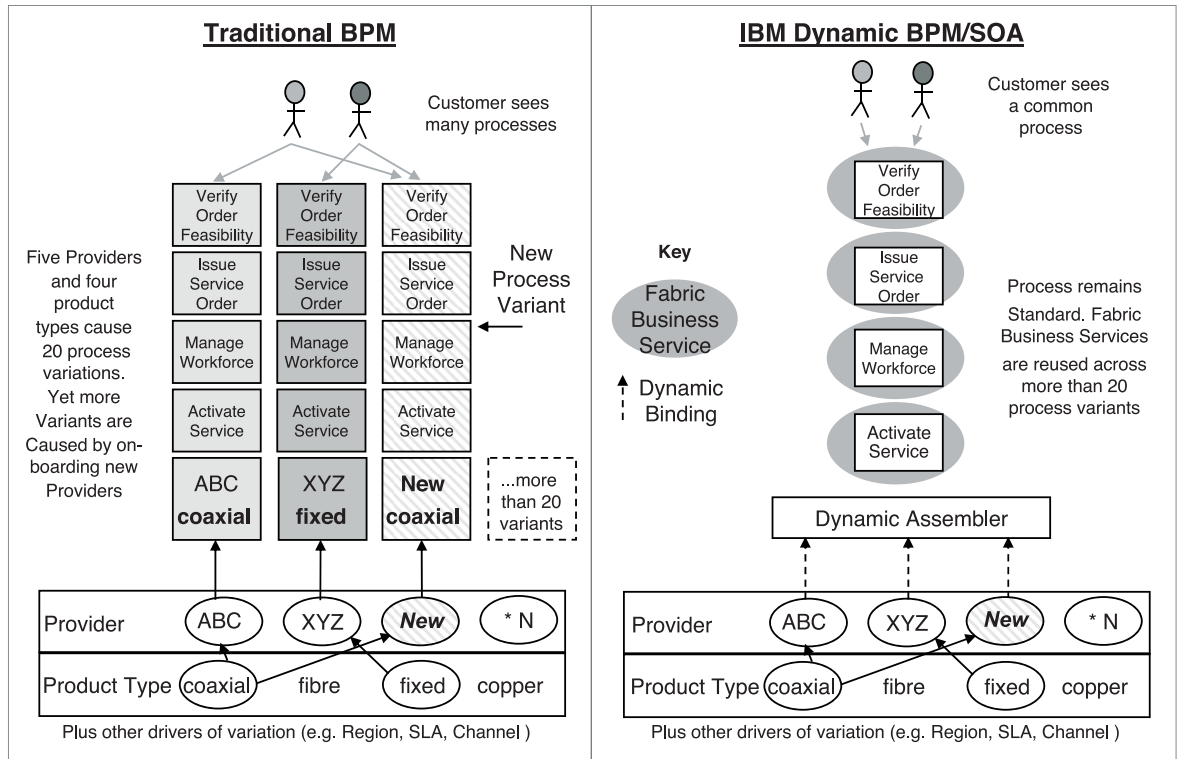 Traditional BPM
Customer sees
many processes
Verify
Order
Feasibility
Verify
Order
Feasibility
Verify
Order
Feasibility
Issue
Service
Order
Issue
Service
Order
Issue
Service
Order
Manage
Workforce
Manage
Workforce
Manage
Workforce
Activate
Service
Activate
Service
Activate
Service
ABC
coaxial
XYZ
fixed
New
coaxial
Five Providers
and four
product
types cause
20 process
variations.
Yet more
Variants are
Caused by on-
boarding new
Providers
New
Process
Variant
...more
than 20
variants
Provider
ABC
XYZ
New
* N
Product Type
coaxial
fibre
fixed
copper
Plus other drivers of variation (e.g. Region, SLA, Channel )
IBM Dynamic BPM/SOA
Customer sees
a common
process
Verify
Order
Feasibility
Issue
Service
Order
Manage
Workforce
Activate
Service
Key
Fabric
Business
Service
Dynamic
Binding
Process remains
Standard. Fabric
Business Services
are reused across
more than 20
process variants
Dynamic Assembler
Provider
ABC
XYZ
New
* N
Product Type
coaxial
fibre
fixed
copper
Plus other drivers of variation (e.g. Region, SLA, Channel )